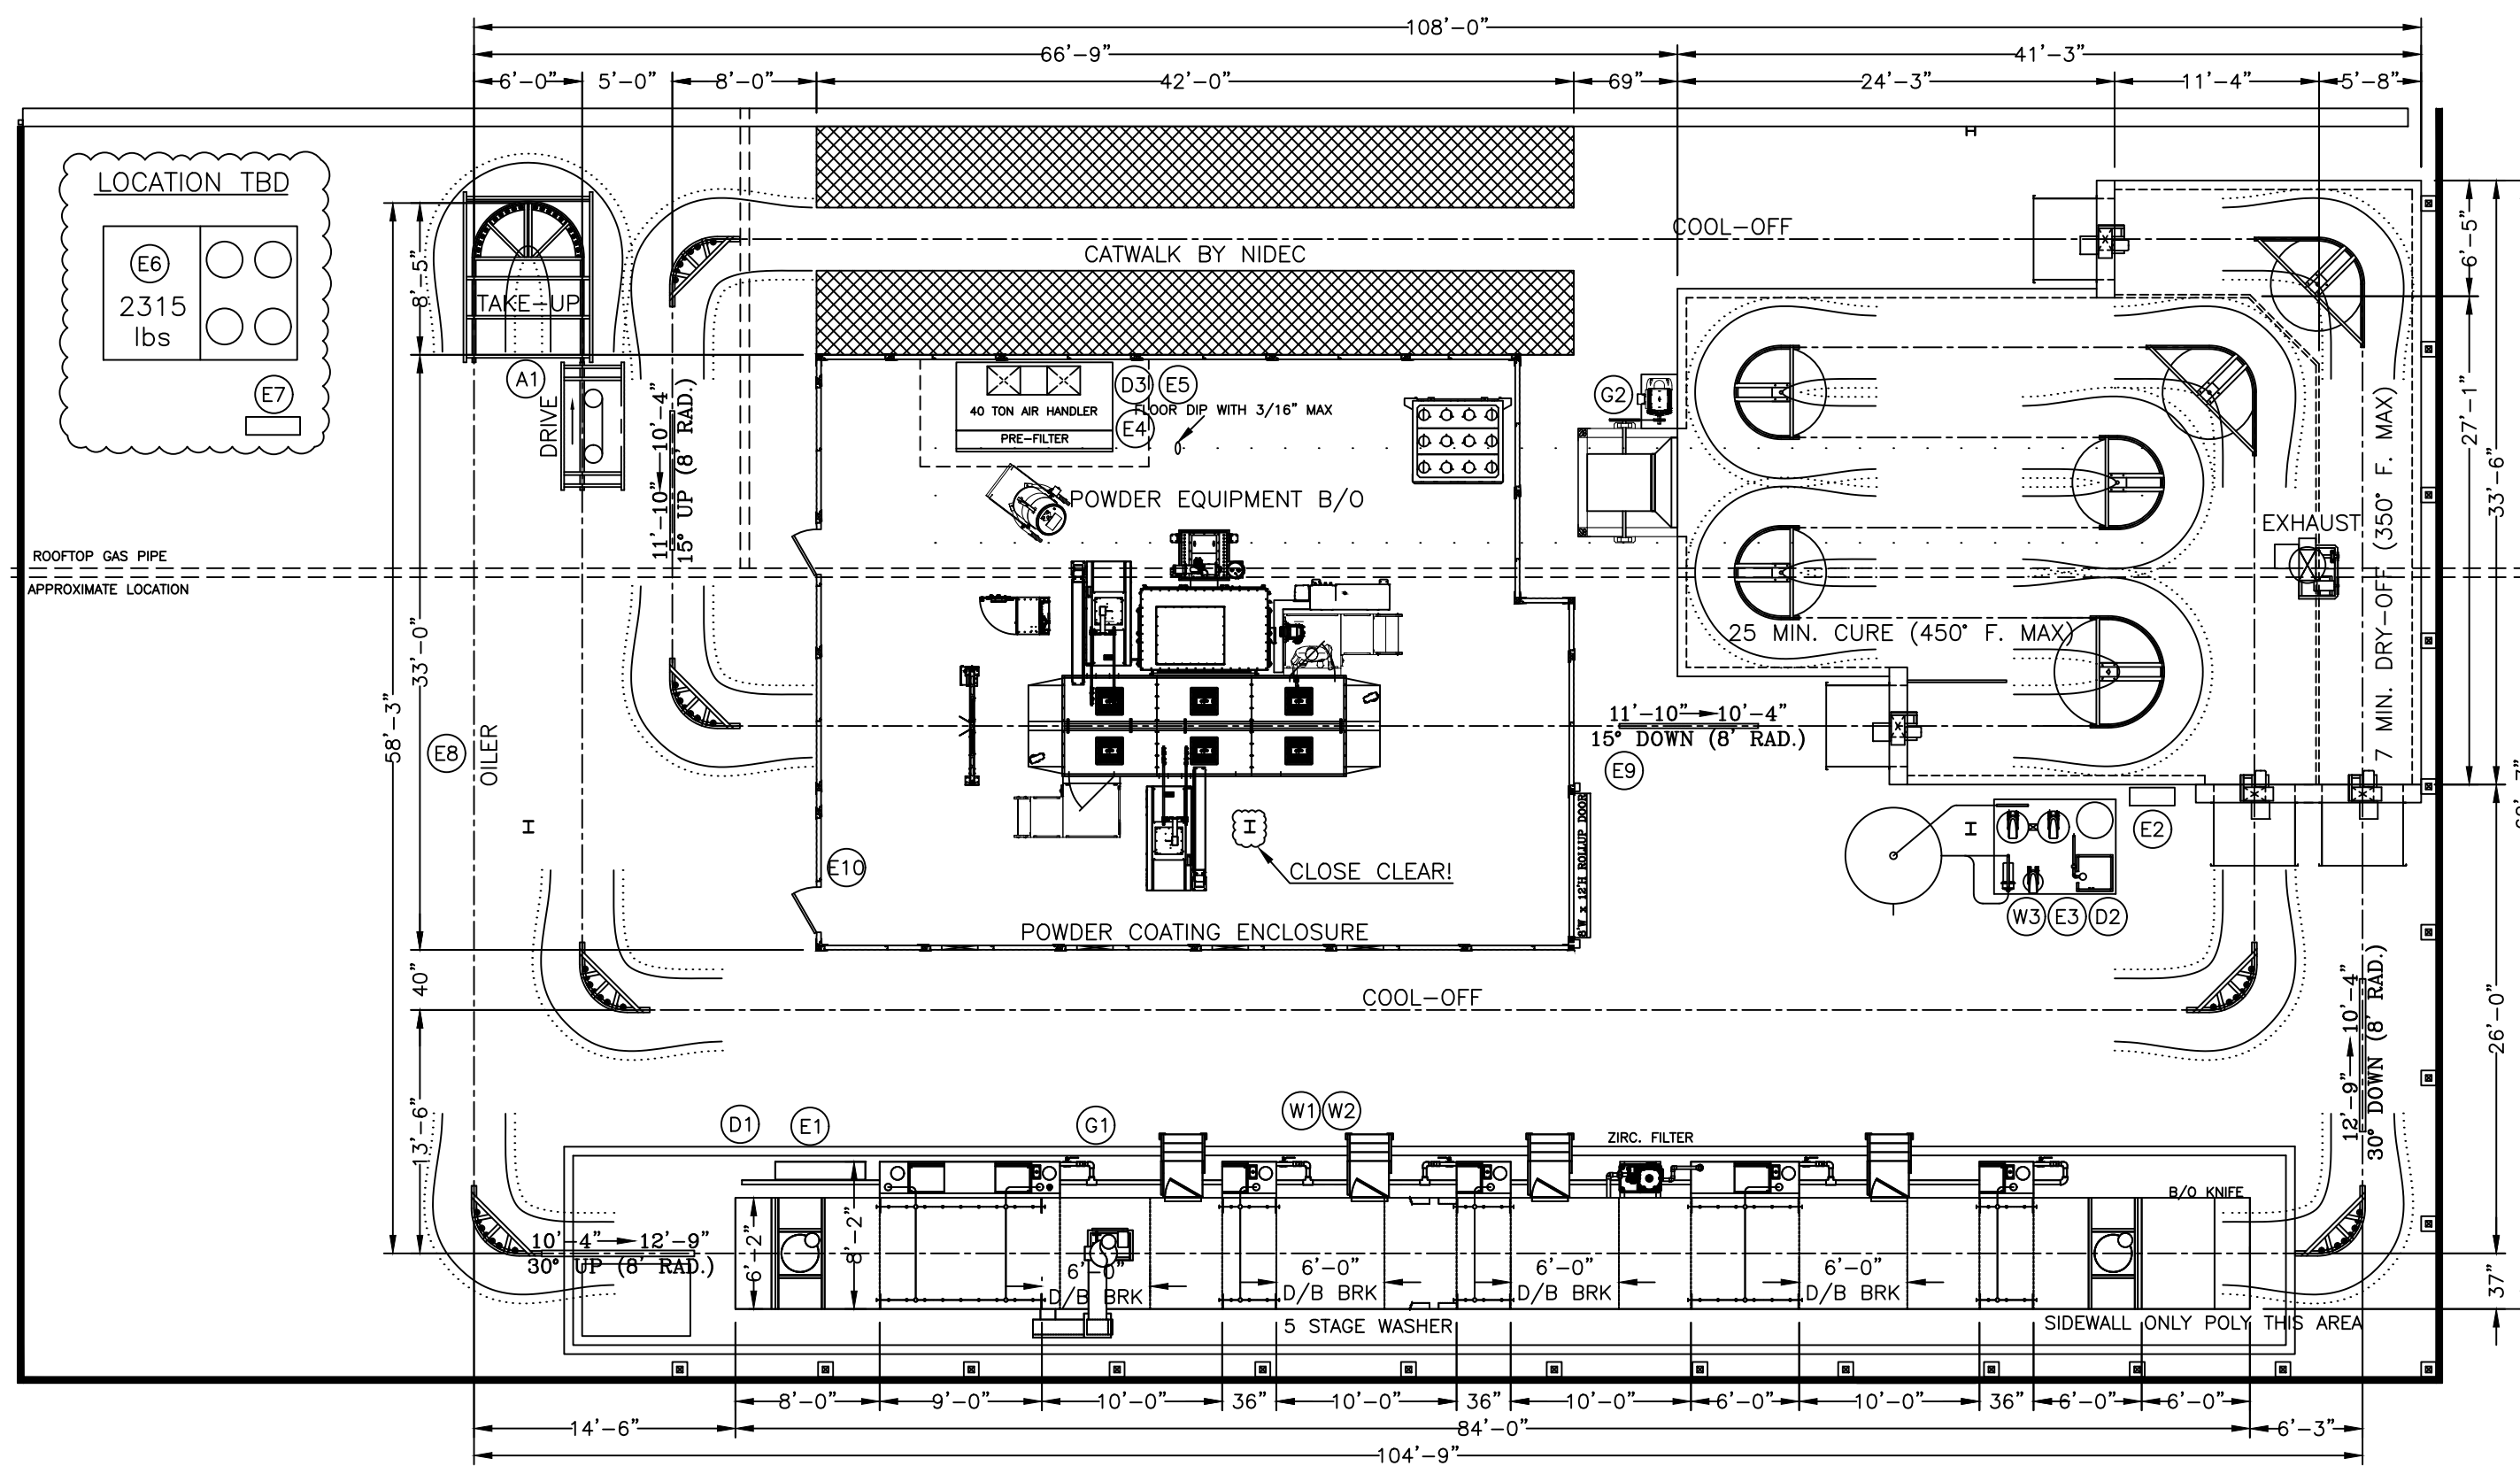 108'-0"
66'-9"
41'-3"
6'-0"
5'-0"
8'-0"
42'-0"
69"
24'-3"
11'-4"
5'-8"
LOCATION TBD
E6
2315
lbs
E7
8'-5"
TAKE-UP
A1
DRIVE
COOL-OFF
CATWALK BY NIDEC
6'-5"
33'-6"
27'-1"
11'-10" 10'-4"
15° UP (8' RAD.)
40 TON AIR HANDLER
PRE-FILTER
D3
E5
E4
FLOOR DIP WITH 3/16" MAX
POWDER EQUIPMENT B/O
G2
EXHAUST
7 MIN. DRY-OFF (350° F. MAX)
25 MIN. CURE (450° F. MAX)
ROOFTOP GAS PIPE
APPROXIMATE LOCATION
33'-0"
58'-3"
E8
OILER
11'-10" 10'-4"
15° DOWN (8' RAD.)
E9
8'W x 12'H ROLLUP DOOR
E10
CLOSE CLEAR!
POWDER COATING ENCLOSURE
E2
W3
E3
D2
40"
COOL-OFF
12'-9" 10'-4"
30° DOWN (8' RAD.)
26'-0"
13'-6"
D1
E1
G1
W1
W2
ZIRC. FILTER
B/O KNIFE
10'-4" 12'-9"
30° UP (8' RAD.)
6'-2"
8'-2"
6'-0"
D/B BRK
6'-0"
D/B BRK
6'-0"
D/B BRK
6'-0"
D/B BRK
5 STAGE WASHER
SIDEWALL ONLY POLY THIS AREA
37"
8'-0"
9'-0"
10'-0"
36"
10'-0"
36"
10'-0"
6'-0"
10'-0"
36"
6'-0"
6'-0"
14'-6"
84'-0"
6'-3"
104'-9"